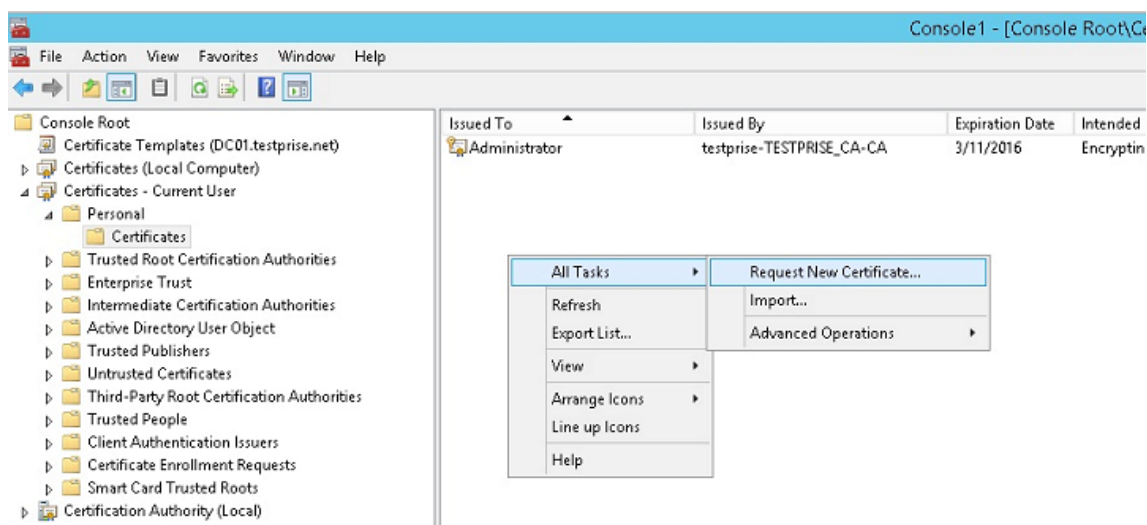 Console1 - [Console Root\Ce
File Action View Favorites Window Help
Console Root
Certificate Templates (DC01.testprise.net)
Certificates (Local Computer)
Certificates - Current User
Personal
Certificates
Trusted Root Certification Authorities
Enterprise Trust
Intermediate Certification Authorities
Active Directory User Object
Trusted Publishers
Untrusted Certificates
Third-Party Root Certification Authorities
Trusted People
Client Authentication Issuers
Certificate Enrollment Requests
Smart Card Trusted Roots
Certification Authority (Local)
Issued To Issued By Expiration Date Intended
Administrator testprise-TESTPRISE_CA-CA 3/11/2016 Encryptin
All Tasks
Refresh
Export List...
View
Arrange Icons
Line up Icons
Help
Request New Certificate...
Import...
Advanced Operations